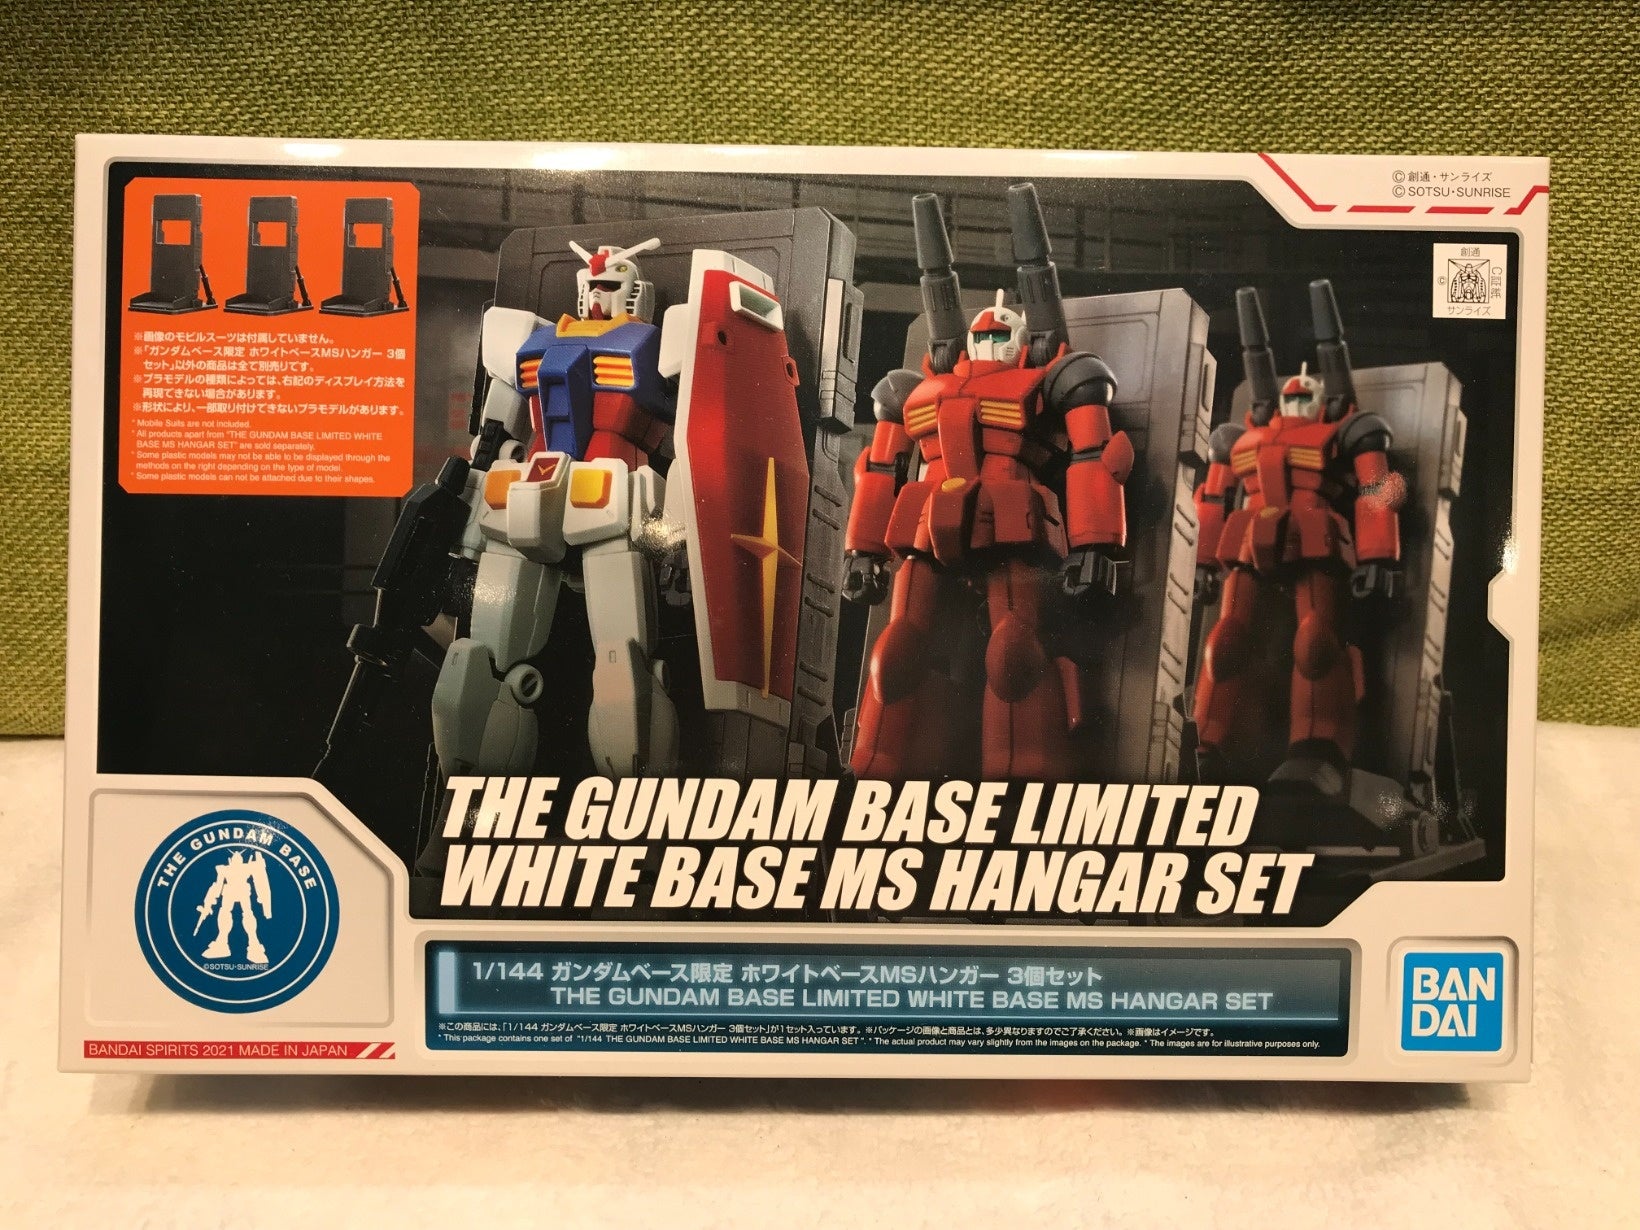 ©創通・サンライズ
©SOTSU・SUNRISE
創通
©
サンライズ
※画像のモビルスーツは付属していません。
※「ガンダムベース限定 ホワイトベースMSハンガー 3個
セット」以外の商品は全て別売りです。
※プラモデルの種類によっては、右記のディスプレイ方法を
再現できない場合があります。
※形状により、一部取り付けできないプラモデルがあります。
* Mobile Suits are not included.
* All products apart from "THE GUNDAM BASE LIMITED WHITE
BASE MS HANGAR SET" are sold separately.
* Some plastic models may not be able to be displayed through the
methods on the right depending on the type of model.
* Some plastic models can not be attached due to their shapes.
THE GUNDAM BASE LIMITED
WHITE BASE MS HANGAR SET
THE GUNDAM BASE
©SOTSU・SUNRISE
1/144 ガンダムベース限定 ホワイトベースMSハンガー 3個セット
THE GUNDAM BASE LIMITED WHITE BASE MS HANGAR SET
※この商品には、「1/144 ガンダムベース限定 ホワイトベースMSハンガー 3個セット」が1セット入っています。※パッケージの画像と商品とは、多少異なりますのでご了承ください。※画像はイメージです。
* This package contains one set of "1/144 THE GUNDAM BASE LIMITED WHITE BASE MS HANGAR SET". * The actual product may vary slightly from the images on the package. * The images are for illustrative purposes only.
BAN
DAI
BANDAI SPIRITS 2021 MADE IN JAPAN